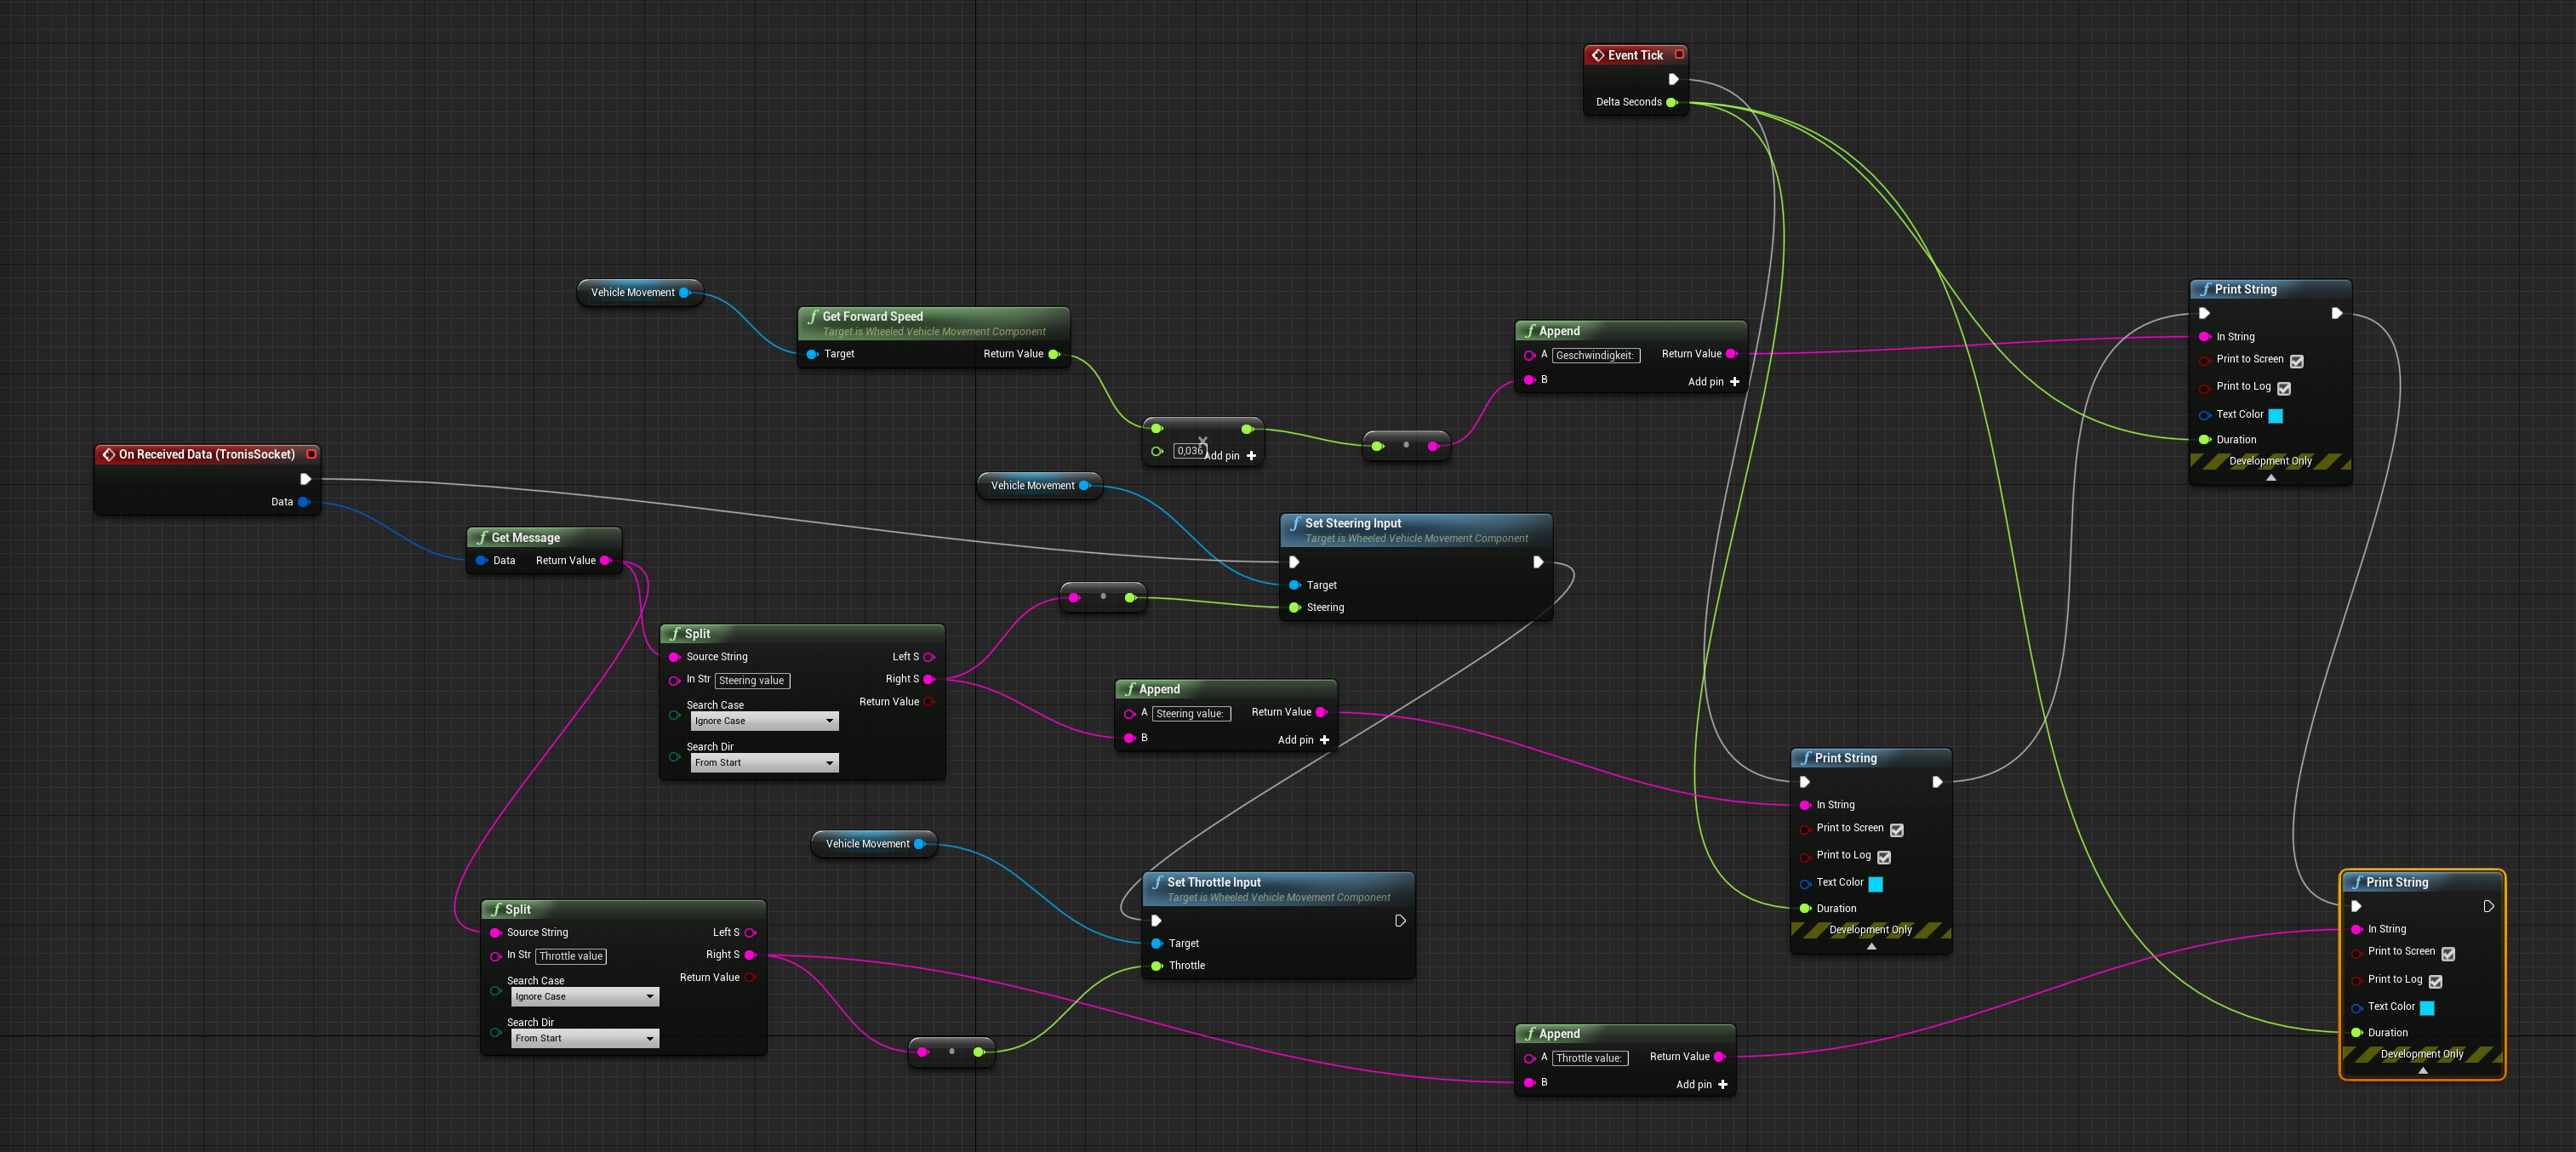 Event Tick
Delta Seconds
Vehicle Movement
Get Forward Speed
Target is Wheeled Vehicle Movement Component
Target
Return Value
0,036
Add pin
Append
A Geschwindigkeit:
Return Value
B
Add pin
Print String
In String
Print to Screen
Print to Log
Text Color
Duration
Development Only
On Received Data (TronisSocket)
Data
Get Message
Data
Return Value
Vehicle Movement
Set Steering Input
Target is Wheeled Vehicle Movement Component
Target
Steering
Split
Source String
Left S
In Str Steering value
Right S
Search Case
Return Value
Ignore Case
Search Dir
From Start
Append
A Steering value:
Return Value
B
Add pin
Print String
In String
Print to Screen
Print to Log
Text Color
Duration
Development Only
Vehicle Movement
Set Throttle Input
Target is Wheeled Vehicle Movement Component
Target
Throttle
Split
Source String
Left S
In Str Throttle value
Right S
Search Case
Return Value
Ignore Case
Search Dir
From Start
Append
A Throttle value:
Return Value
B
Add pin
Print String
In String
Print to Screen
Print to Log
Text Color
Duration
Development Only